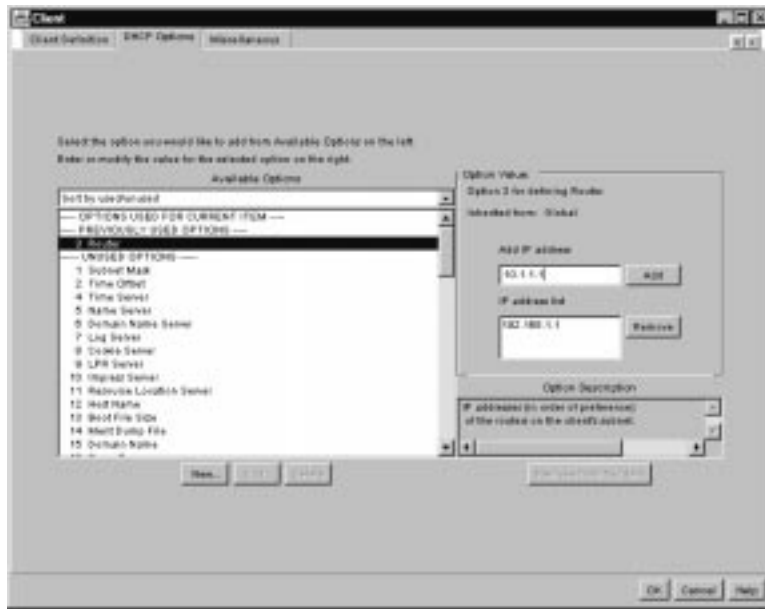 Client
Client Definition DHCP Options Miscellaneous
Select the option you would like to add from Available Options on the left.
Enter or modify the value for the selected option on the right.
Available Options
Sort by used/unused
---- OPTIONS USED FOR CURRENT ITEM ----
---- PREVIOUSLY USED OPTIONS ----
3 Router
---- UNUSED OPTIONS ----
1 Subnet Mask
2 Time Offset
4 Time Server
5 Name Server
6 Domain Name Server
7 Log Server
8 Cookie Server
9 LPR Server
10 Impress Server
11 Resource Location Server
12 Host Name
13 Boot File Size
14 Merit Dump File
15 Domain Name
New...
Option Value
Option 3 for defining Router
Inherited from: Global
Add IP address
10.1.1.1
Add
IP address list
192.168.1.1
Remove
Option Description
IP addresses (in order of preference)
of the routers on the client's subnet.
OK Cancel Help